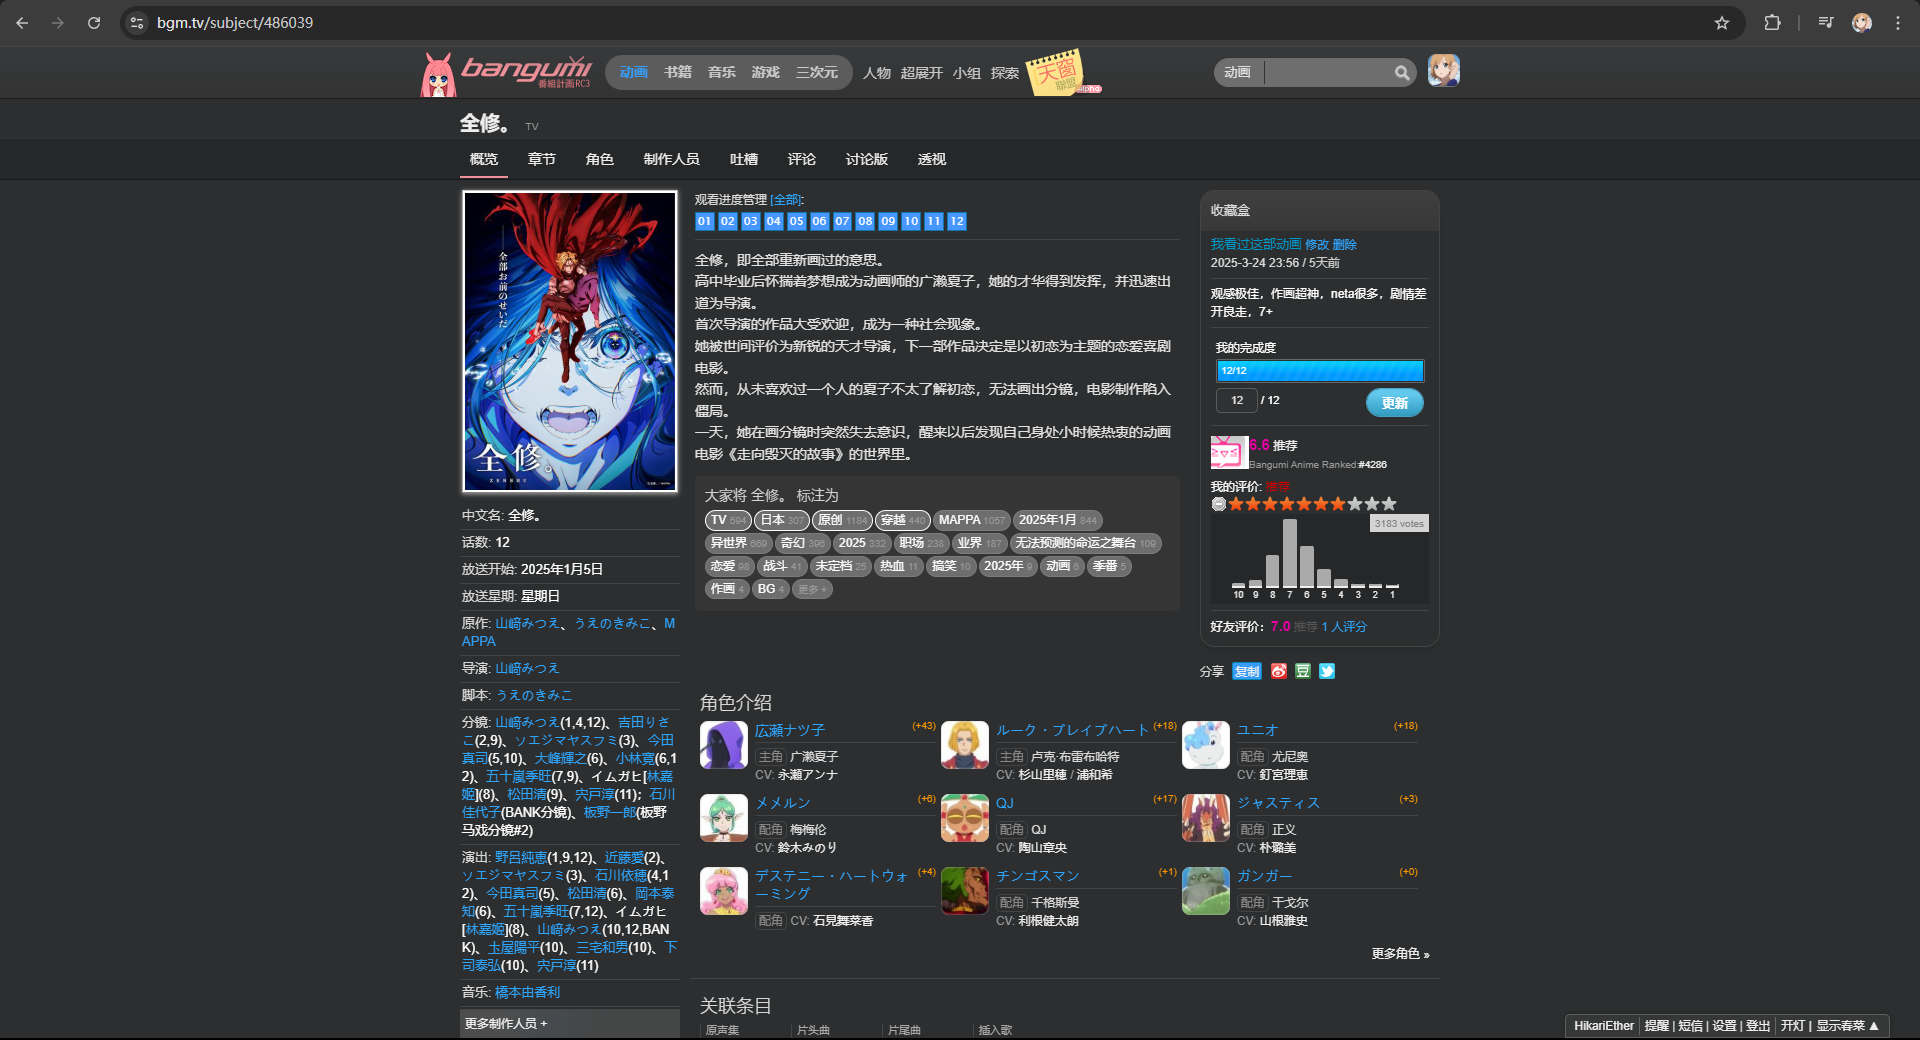 bgm.tv/subject/486039
bangumi
番組計画 RC3
动画 书籍 音乐 游戏 三次元 人物 超展开 小组 探索
天窗
联盟
alpha
动画
全修。 TV
概览 章节 角色 制作人员 吐槽 评论 讨论版 透视
全部お前のせいだ
全修。
ZENSHU
中文名: 全修。
话数: 12
放送开始: 2025年1月5日
放送星期: 星期日
原作: 山﨑みつえ、うえのきみこ、M
APPA
导演: 山﨑みつえ
脚本: うえのきみこ
分镜: 山﨑みつえ(1,4,12)、吉田りさ
こ(2,9)、ソエジマヤスフミ(3)、今田
真司(5,10)、大峰輝之(6)、小林寛(6,1
2)、五十嵐季旺(7,9)、イムガヒ[林嘉
姬](8)、松田清(9)、宍戸淳(11)；石川
佳代子(BANK分镜)、板野一郎(板野
马戏分镜#2)
演出: 野呂純恵(1,9,12)、近藤愛(2)、
ソエジマヤスフミ(3)、石川依穂(4,1
2)、今田真司(5)、松田清(6)、岡本泰
知(6)、五十嵐季旺(7,12)、イムガヒ
[林嘉姬](8)、山﨑みつえ(10,12,BAN
K)、土屋陽平(10)、三宅和男(10)、下
司泰弘(10)、宍戸淳(11)
音乐: 橋本由香利
更多制作人员 +
观看进度管理 [全部]:
01 02 03 04 05 06 07 08 09 10 11 12
全修，即全部重新画过的意思。
高中毕业后怀揣着梦想成为动画师的广濑夏子，她的才华得到发挥，并迅速出
道为导演。
首次导演的作品大受欢迎，成为一种社会现象。
她被世间评价为新锐的天才导演，下一部作品决定是以初恋为主题的恋爱喜剧
电影。
然而，从未喜欢过一个人的夏子不太了解初恋，无法画出分镜，电影制作陷入
僵局。
一天，她在画分镜时突然失去意识，醒来以后发现自己身处小时候热衷的动画
电影《走向毁灭的故事》的世界里。
大家将 全修。 标注为
TV 594 日本 307 原创 1184 穿越 440 MAPPA 1057 2025年1月 844
异世界 669 奇幻 396 2025 332 职场 238 业界 187 无法预测的命运之舞台 109
恋爱 98 战斗 41 未定档 25 热血 11 搞笑 10 2025年 9 动画 6 季番 5
作画 4 BG 4 更多 +
角色介绍
広瀬ナツ子 (+43)
主角 广濑夏子
CV: 永瀬アンナ
ルーク・ブレイブハート (+18)
主角 卢克·布雷布哈特
CV: 杉山里穂 / 浦和希
ユニオ (+18)
配角 尤尼奥
CV: 釘宮理恵
メメルン (+6)
配角 梅梅伦
CV: 鈴木みのり
QJ (+17)
配角 QJ
CV: 陶山章央
ジャスティス (+3)
配角 正义
CV: 朴璐美
デスティニー・ハートウォ (+4)
ーミング
配角 CV: 石見舞菜香
チンゴスマン (+1)
配角 千格斯曼
CV: 利根健太朗
ガンガー (+0)
配角 干戈尔
CV: 山根雅史
更多角色 »
关联条目
原声集 片头曲 片尾曲 插入歌
收藏盒
我看过这部动画 修改 删除
2025-3-24 23:56 / 5天前
观感极佳，作画超神，neta很多，剧情差
开良走，7+
我的完成度
12/12
12 / 12 更新
6.6 推荐
Bangumi Anime Ranked:#4286
我的评价: 推荐
3183 votes
10 9 8 7 6 5 4 3 2 1
好友评价：7.0 推荐 1 人评分
分享 复制 豆
HikariEther 提醒 | 短信 | 设置 | 登出 开灯 | 显示春菜 ▲